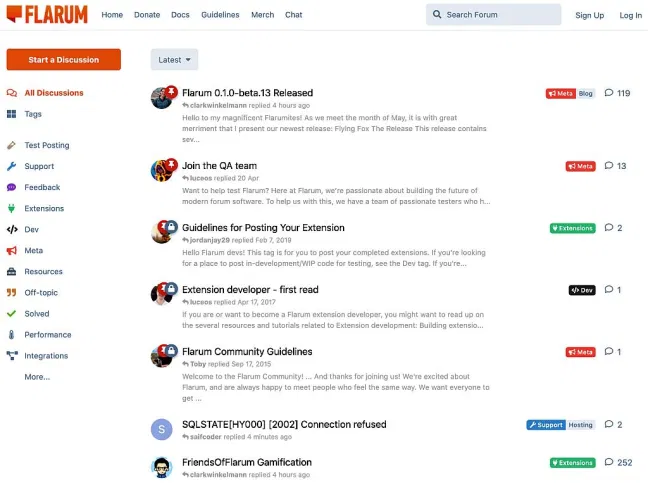 FLARUM
Home Donate Docs Guidelines Merch Chat
Search Forum
Sign Up Log In
Start a Discussion
All Discussions
Tags
Test Posting
Support
Feedback
Extensions
Dev
Meta
Resources
Off-topic
Solved
Performance
Integrations
More...
Latest
Flarum 0.1.0-beta.13 Released
clarkwinkelmann replied 4 hours ago
Hello to my magnificent Flarumites! As we meet the month of May, it is with great
merriment that I present our newest release: Flying Fox The Release This release contains
sev...
Meta Blog 119
Join the QA team
luceos replied 20 Apr
Want to help test Flarum? Here at Flarum, we're passionate about building the future of
modern forum software. To help us with this, we have a team of passionate testers who h...
Meta 13
Guidelines for Posting Your Extension
jordanjay29 replied Feb 7, 2019
Hello Flarum devs! This tag is for you to post your completed extensions. If you're looking
for a place to post in-development/WIP code for testing, see the Dev tag. If you're...
Extensions 2
Extension developer - first read
luceos replied Apr 17, 2017
If you are or want to become a Flarum extension developer, you might want to read up on
the several resources and tutorials related to Extension development: Building extensio...
</> Dev 1
Flarum Community Guidelines
Toby replied Sep 17, 2015
Welcome to the Flarum Community! ... And thanks for joining us! We're excited about
Flarum, and are always happy to meet people who feel the same way. We want everyone to
get ...
Meta 1
S
SQLSTATE[HY000] [2002] Connection refused
saifcoder replied 4 minutes ago
Support Hosting 2
FriendsOfFlarum Gamification
clarkwinkelmann replied 4 hours ago
Extensions 252